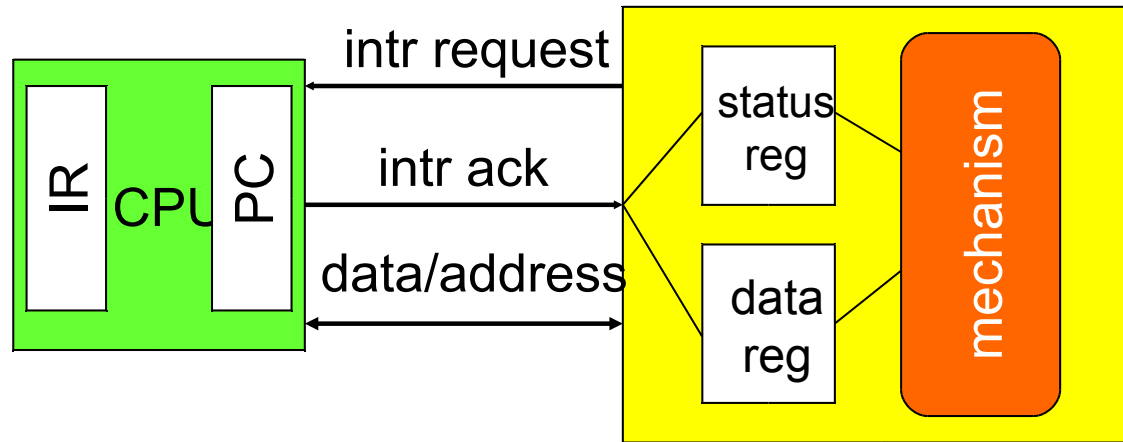 intr request
intr ack
data/address
IR
CPU
PC
status
reg
data
reg
mechanism